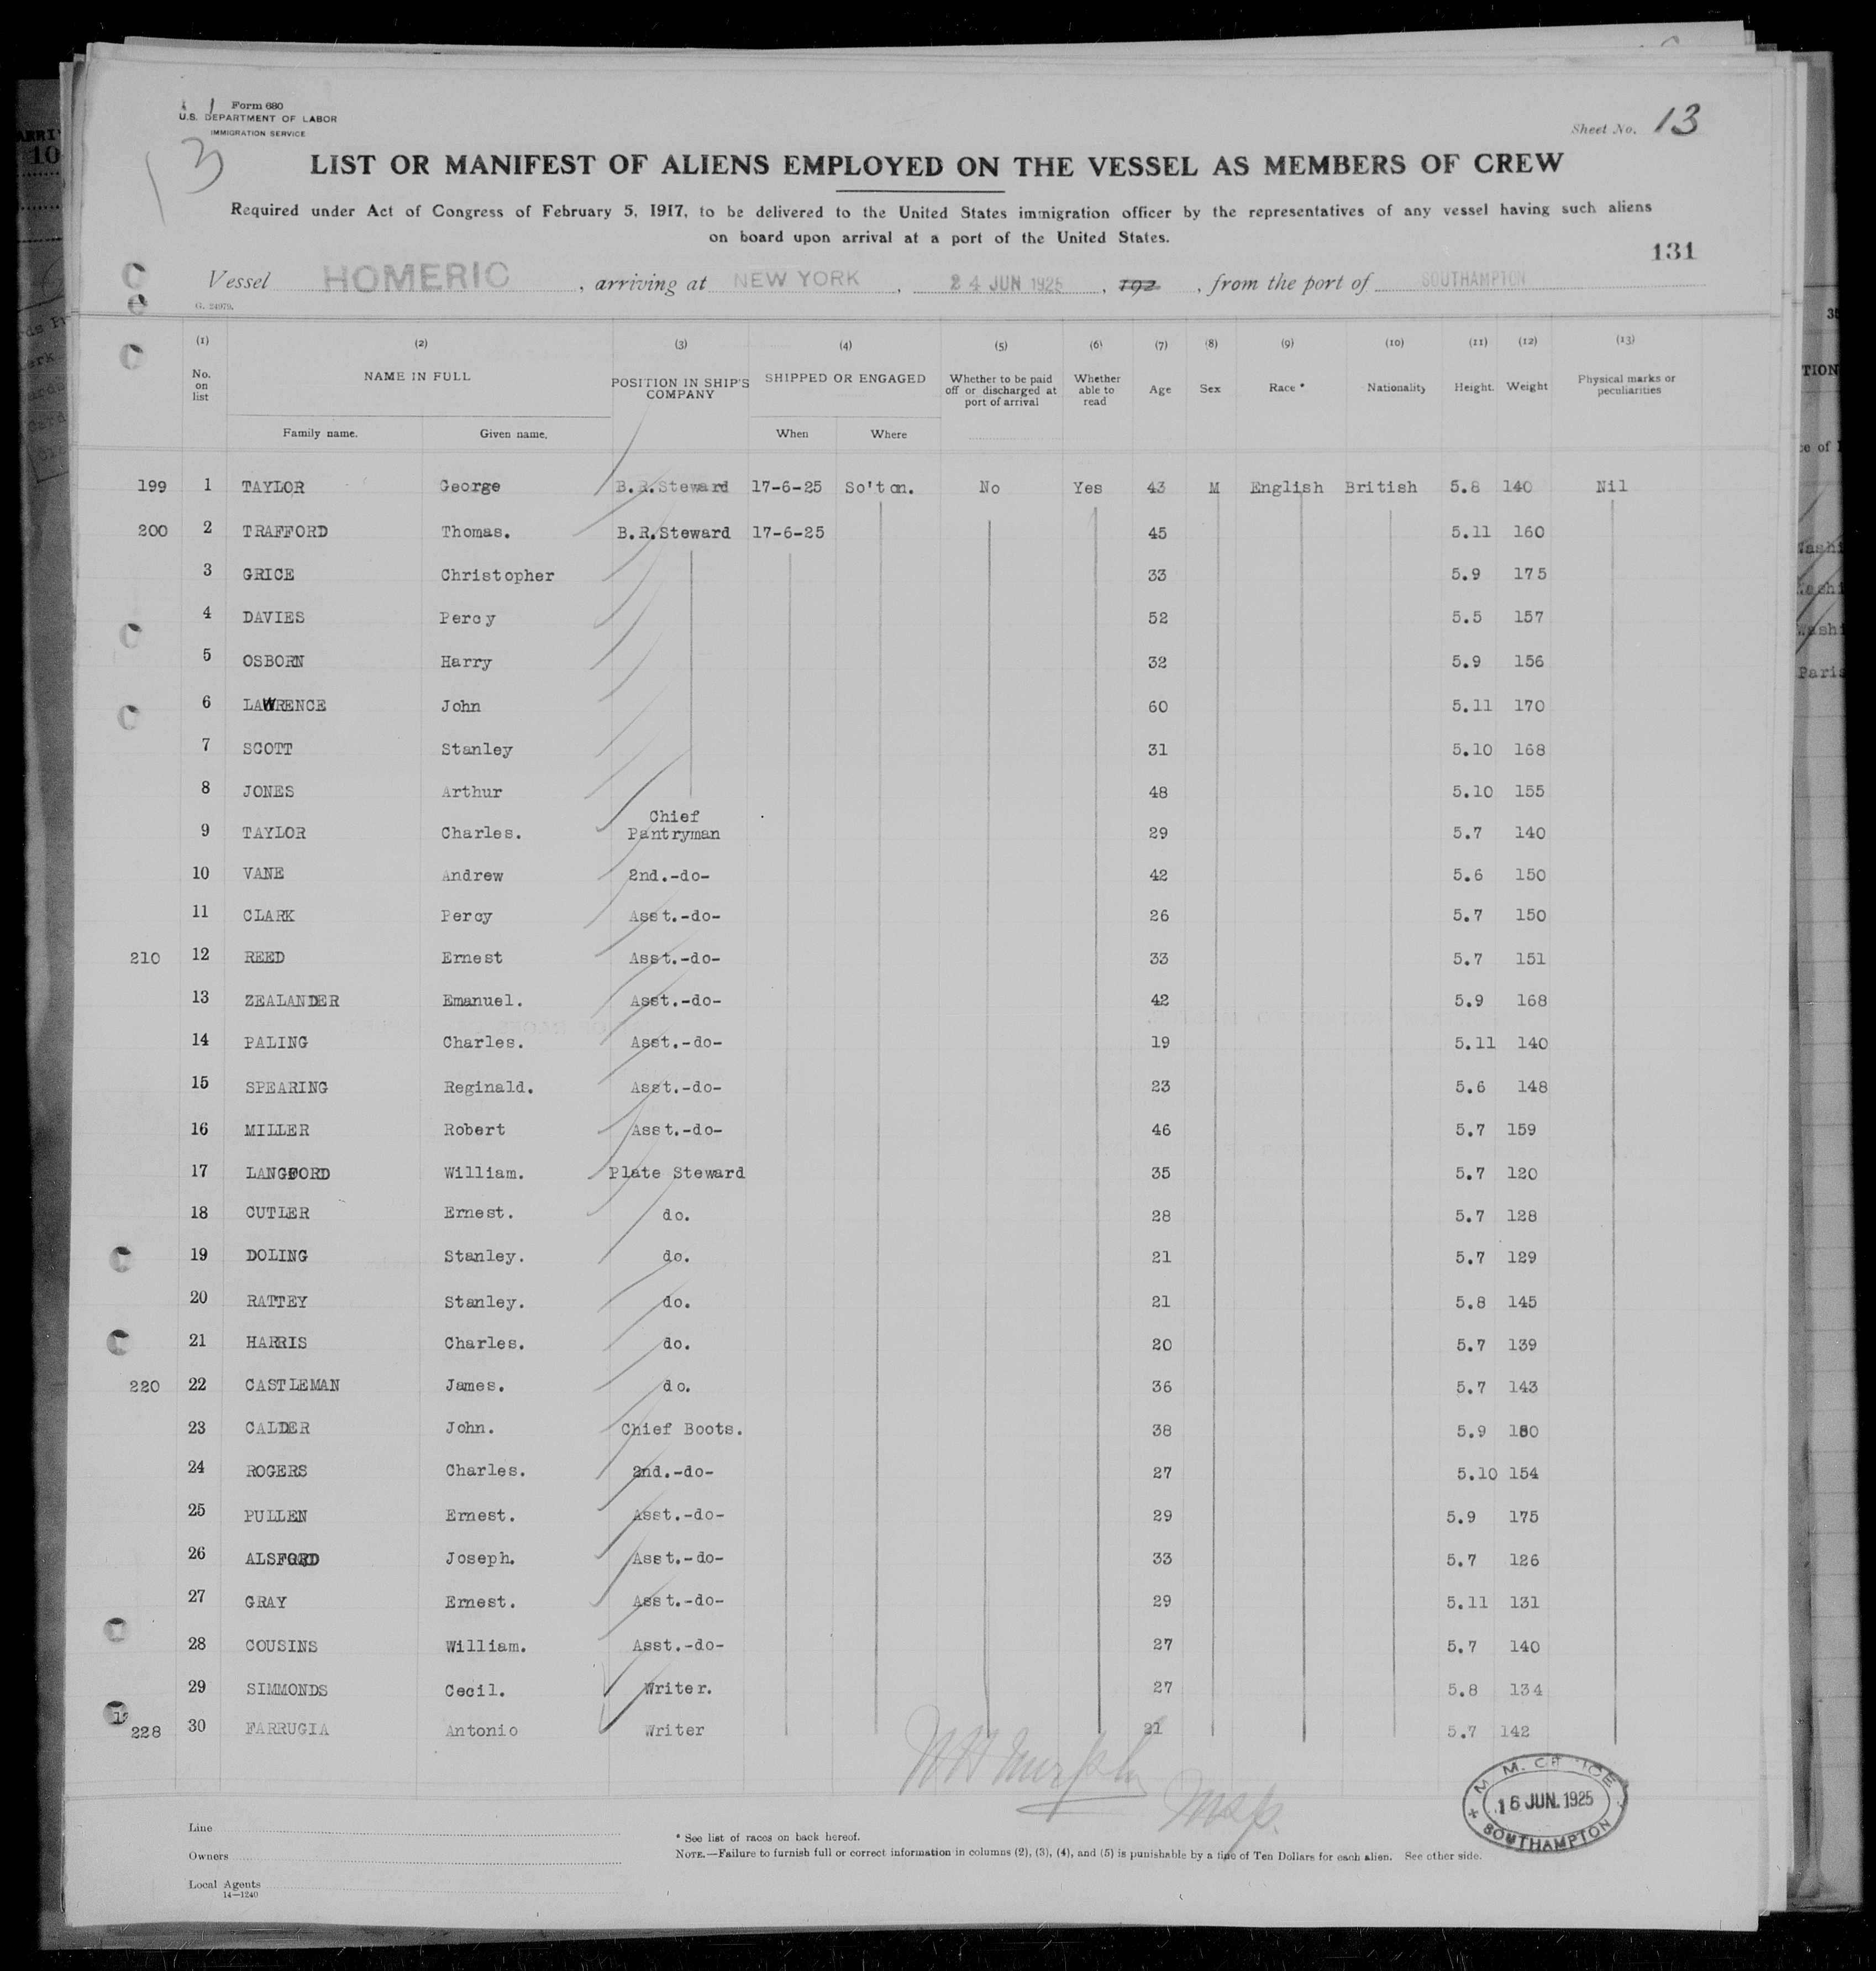 Form 680
U.S. DEPARTMENT OF LABOR
IMMIGRATION SERVICE
13
Sheet No. 13
LIST OR MANIFEST OF ALIENS EMPLOYED ON THE VESSEL AS MEMBERS OF CREW
Required under Act of Congress of February 5, 1917, to be delivered to the United States immigration officer by the representatives of any vessel having such aliens
on board upon arrival at a port of the United States.
131
Vessel HOMERIC, arriving at NEW YORK, 24 JUN 1925, 192, from the port of SOUTHAMPTON
G. 24979.
(1) (2) (3) (4) (5) (6) (7) (8) (9) (10) (11) (12) (13)
No. on list NAME IN FULL POSITION IN SHIP'S COMPANY SHIPPED OR ENGAGED Whether to be paid off or discharged at port of arrival Whether able to read Age Sex Race * Nationality Height. Weight Physical marks or peculiarities
Family name. Given name. When Where
199 1 TAYLOR George B.R.Steward 17-6-25 So'ton. No Yes 43 M English British 5.8 140 Nil
200 2 TRAFFORD Thomas. B.R.Steward 17-6-25 45 5.11 160
3 GRICE Christopher 33 5.9 175
4 DAVIES Percy 52 5.5 157
5 OSBORN Harry 32 5.9 156
6 LAWRENCE John 60 5.11 170
7 SCOTT Stanley 31 5.10 168
8 JONES Arthur 48 5.10 155
9 TAYLOR Charles. Chief Pantryman 29 5.7 140
10 VANE Andrew 2nd.-do- 42 5.6 150
11 CLARK Percy Asst.-do- 26 5.7 150
210 12 REED Ernest Asst.-do- 33 5.7 151
13 ZEALANDER Emanuel. Asst.-do- 42 5.9 168
14 PALING Charles. Asst.-do- 19 5.11 140
15 SPEARING Reginald. Asst.-do- 23 5.6 148
16 MILLER Robert Asst.-do- 46 5.7 159
17 LANGFORD William. Plate Steward 35 5.7 120
18 CUTLER Ernest. do. 28 5.7 128
19 DOLING Stanley. do. 21 5.7 129
20 RATTEY Stanley. do. 21 5.8 145
21 HARRIS Charles. do. 20 5.7 139
220 22 CASTLEMAN James. do. 36 5.7 143
23 CALDER John. Chief Boots. 38 5.9 180
24 ROGERS Charles. 2nd.-do- 27 5.10 154
25 PULLEN Ernest. Asst.-do- 29 5.9 175
26 ALSFORD Joseph. Asst.-do- 33 5.7 126
27 GRAY Ernest. Asst.-do- 29 5.11 131
28 COUSINS William. Asst.-do- 27 5.7 140
29 SIMMONDS Cecil. Writer. 27 5.8 134
228 30 FARRUGIA Antonio Writer 21 5.7 142
W H Murphy
16 JUN. 1925
SOUTHAMPTON
Line
Owners
Local Agents
14—1240
* See list of races on back hereof.
NOTE.—Failure to furnish full or correct information in columns (2), (3), (4), and (5) is punishable by a fine of Ten Dollars for each alien. See other side.